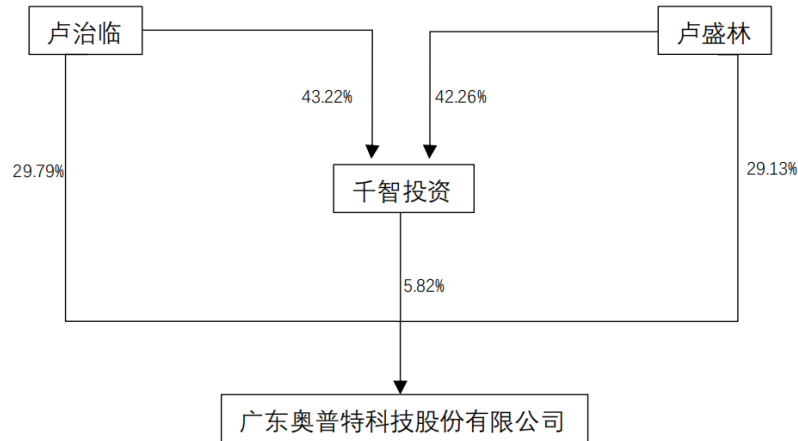 卢治临
卢盛林
43.22%
42.26%
29.79%
29.13%
千智投资
5.82%
广东奥普特科技股份有限公司